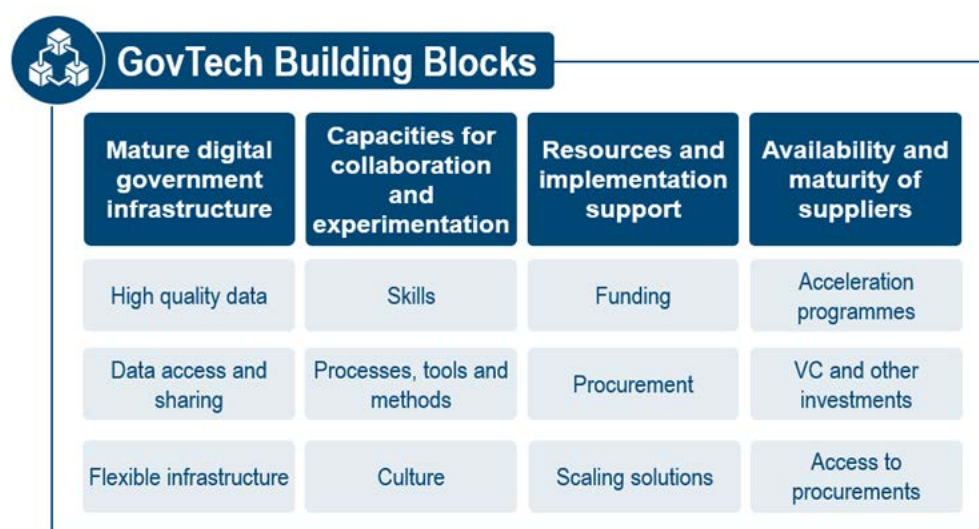 GovTech Building Blocks
Mature digital
government
infrastructure
Capacities for
collaboration
and
experimentation
Resources and
implementation
support
Availability and
maturity of
suppliers
High quality data
Skills
Funding
Acceleration
programmes
Data access and
sharing
Processes, tools and
methods
Procurement
VC and other
investments
Flexible infrastructure
Culture
Scaling solutions
Access to
procurements